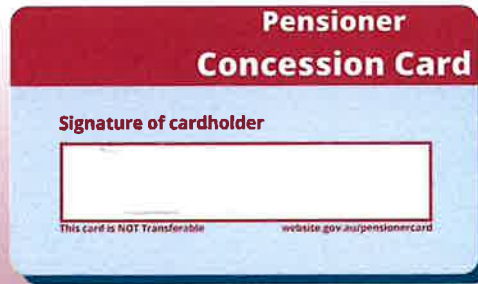 Pensioner
Concession Card
Signature of cardholder
This card is NOT Transferable website.gov.au/pensionercard